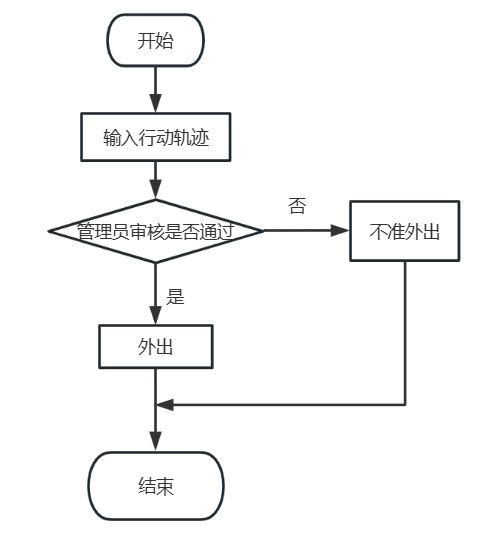 开始
输入行动轨迹
管理员审核是否通过
否
不准外出
是
外出
结束